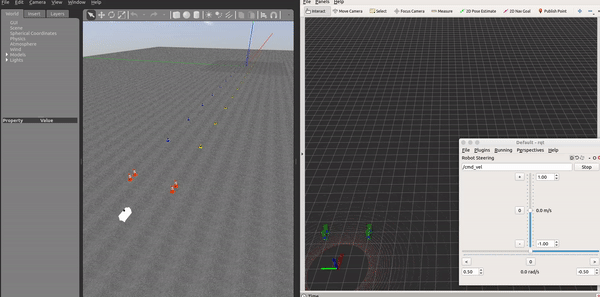 File Edit Camera View Window Help
World Insert Layers
GUI
Scene
Spherical Coordinates
Physics
Atmosphere
Wind
Models
Lights
Property Value
Panels Help
Interact Move Camera Select Focus Camera Measure 2D Pose Estimate 2D Nav Goal Publish Point
Default - rqt
File Plugins Running Perspectives Help
Robot Steering
/cmd_vel Stop
+ 1.00
0 0.0 m/s
- -1.00
< 0 >
-0.50 0.0 rad/s -0.50
Time